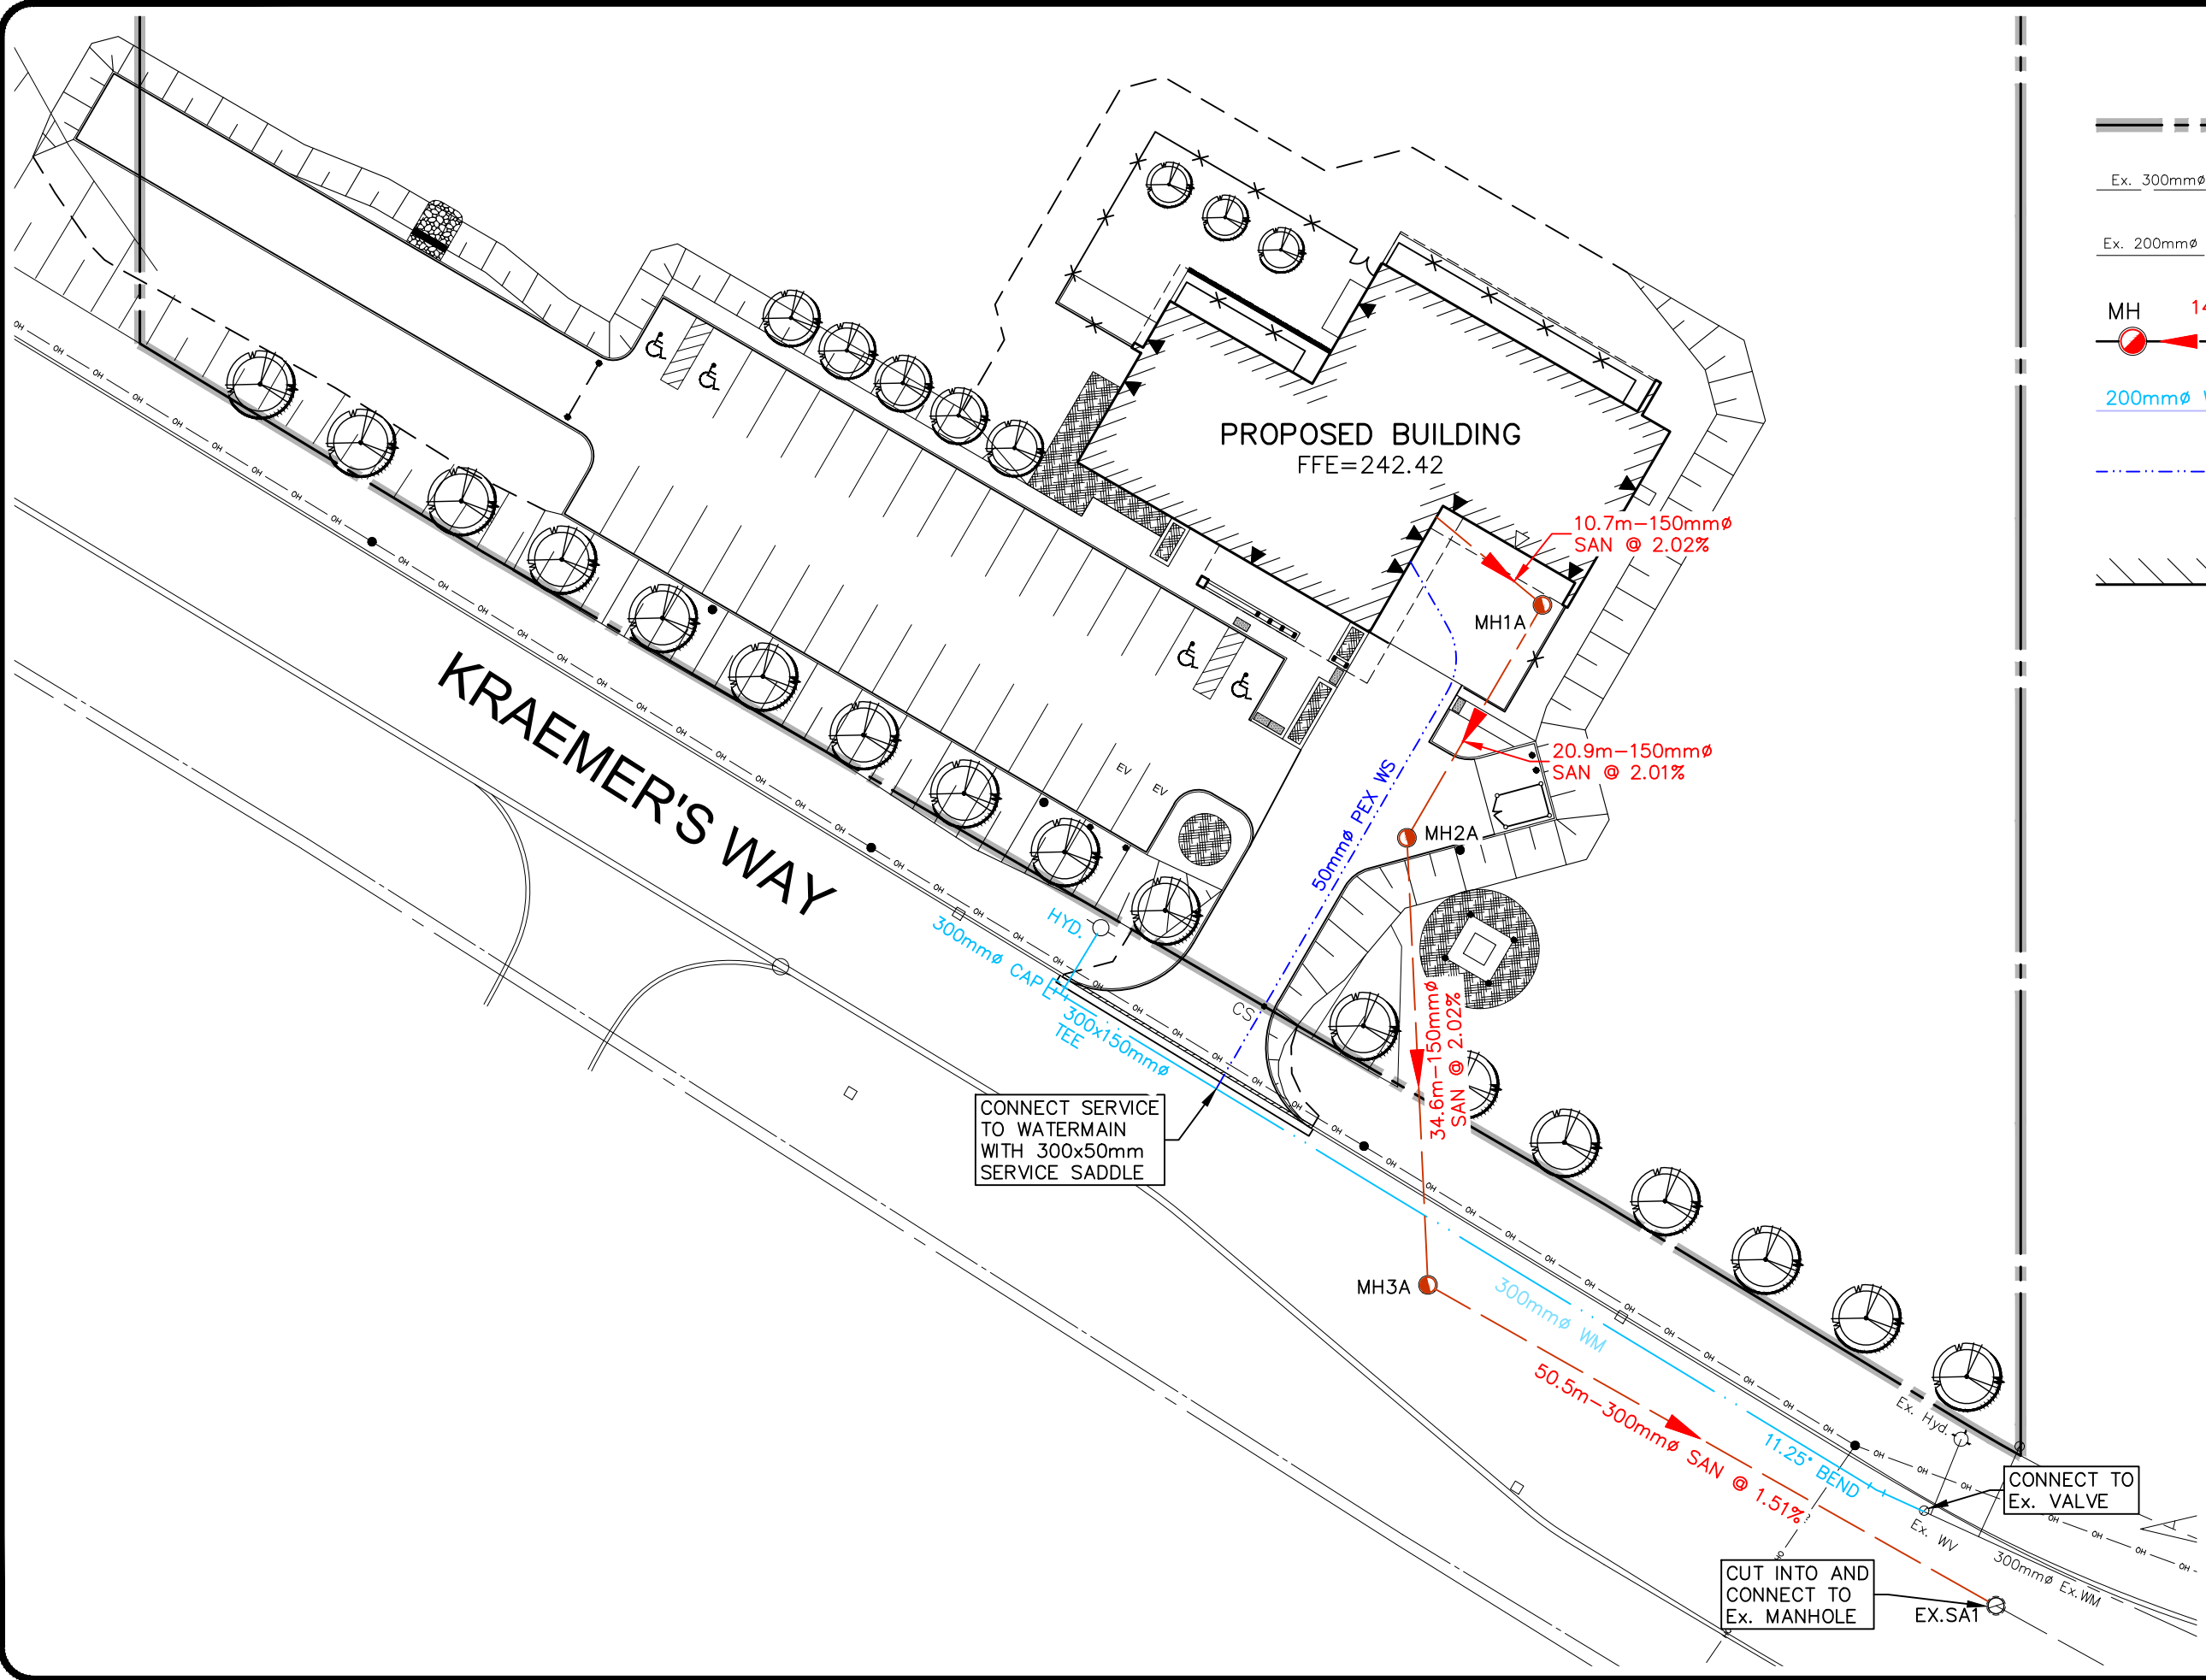 Ex. 300mmø
Ex. 200mmø
MH
14
200mmø W
PROPOSED BUILDING
FFE=242.42
10.7m-150mmø
SAN @ 2.02%
MH1A
20.9m-150mmø
SAN @ 2.01%
MH2A
50mmø PEX WS
EV
EV
KRAEMER'S WAY
HYD.
300mmø CAP
300x150mmø
TEE
CS
34.6m-150mmø
SAN @ 2.02%
CONNECT SERVICE
TO WATERMAIN
WITH 300x50mm
SERVICE SADDLE
MH3A
300mmø WM
50.5m-300mmø SAN @ 1.51%
11.25° BEND
Ex. Hyd.
CONNECT TO
Ex. VALVE
Ex. WV
300mmø Ex.WM
CUT INTO AND
CONNECT TO
Ex. MANHOLE
EX.SA1